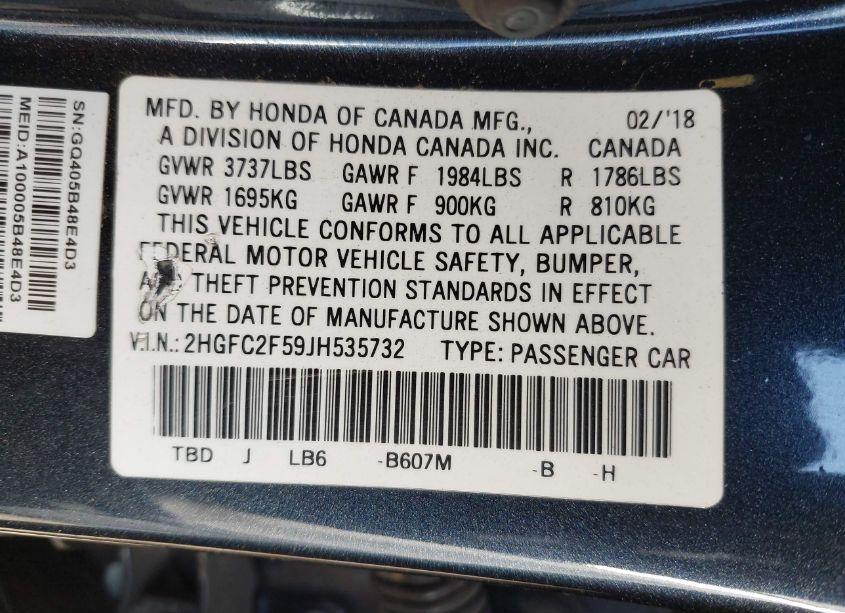 SN:GQ405B48E4D3
MEID:A100005B48E4D3
MFD. BY HONDA OF CANADA MFG., 02/'18
A DIVISION OF HONDA CANADA INC. CANADA
GVWR 3737LBS GAWR F 1984LBS R 1786LBS
GVWR 1695KG GAWR F 900KG R 810KG
THIS VEHICLE CONFORMS TO ALL APPLICABLE
FEDERAL MOTOR VEHICLE SAFETY, BUMPER,
THEFT PREVENTION STANDARDS IN EFFECT
ON THE DATE OF MANUFACTURE SHOWN ABOVE.
V.I.N.: 2HGFC2F59JH535732 TYPE: PASSENGER CAR
TBD J LB6 -B607M -B -H